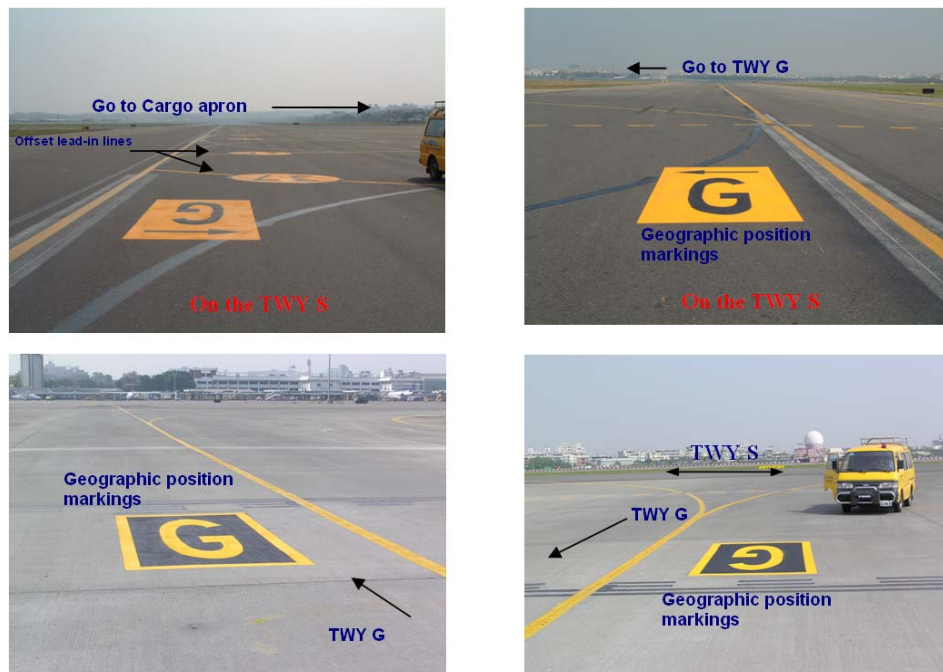 Go to Cargo apron
Offset lead-in lines
G
On the TWY S
Go to TWY G
G
Geographic position
markings
On the TWY S
Geographic position
markings
G
TWY G
TWY S
TWY G
G
Geographic position
markings